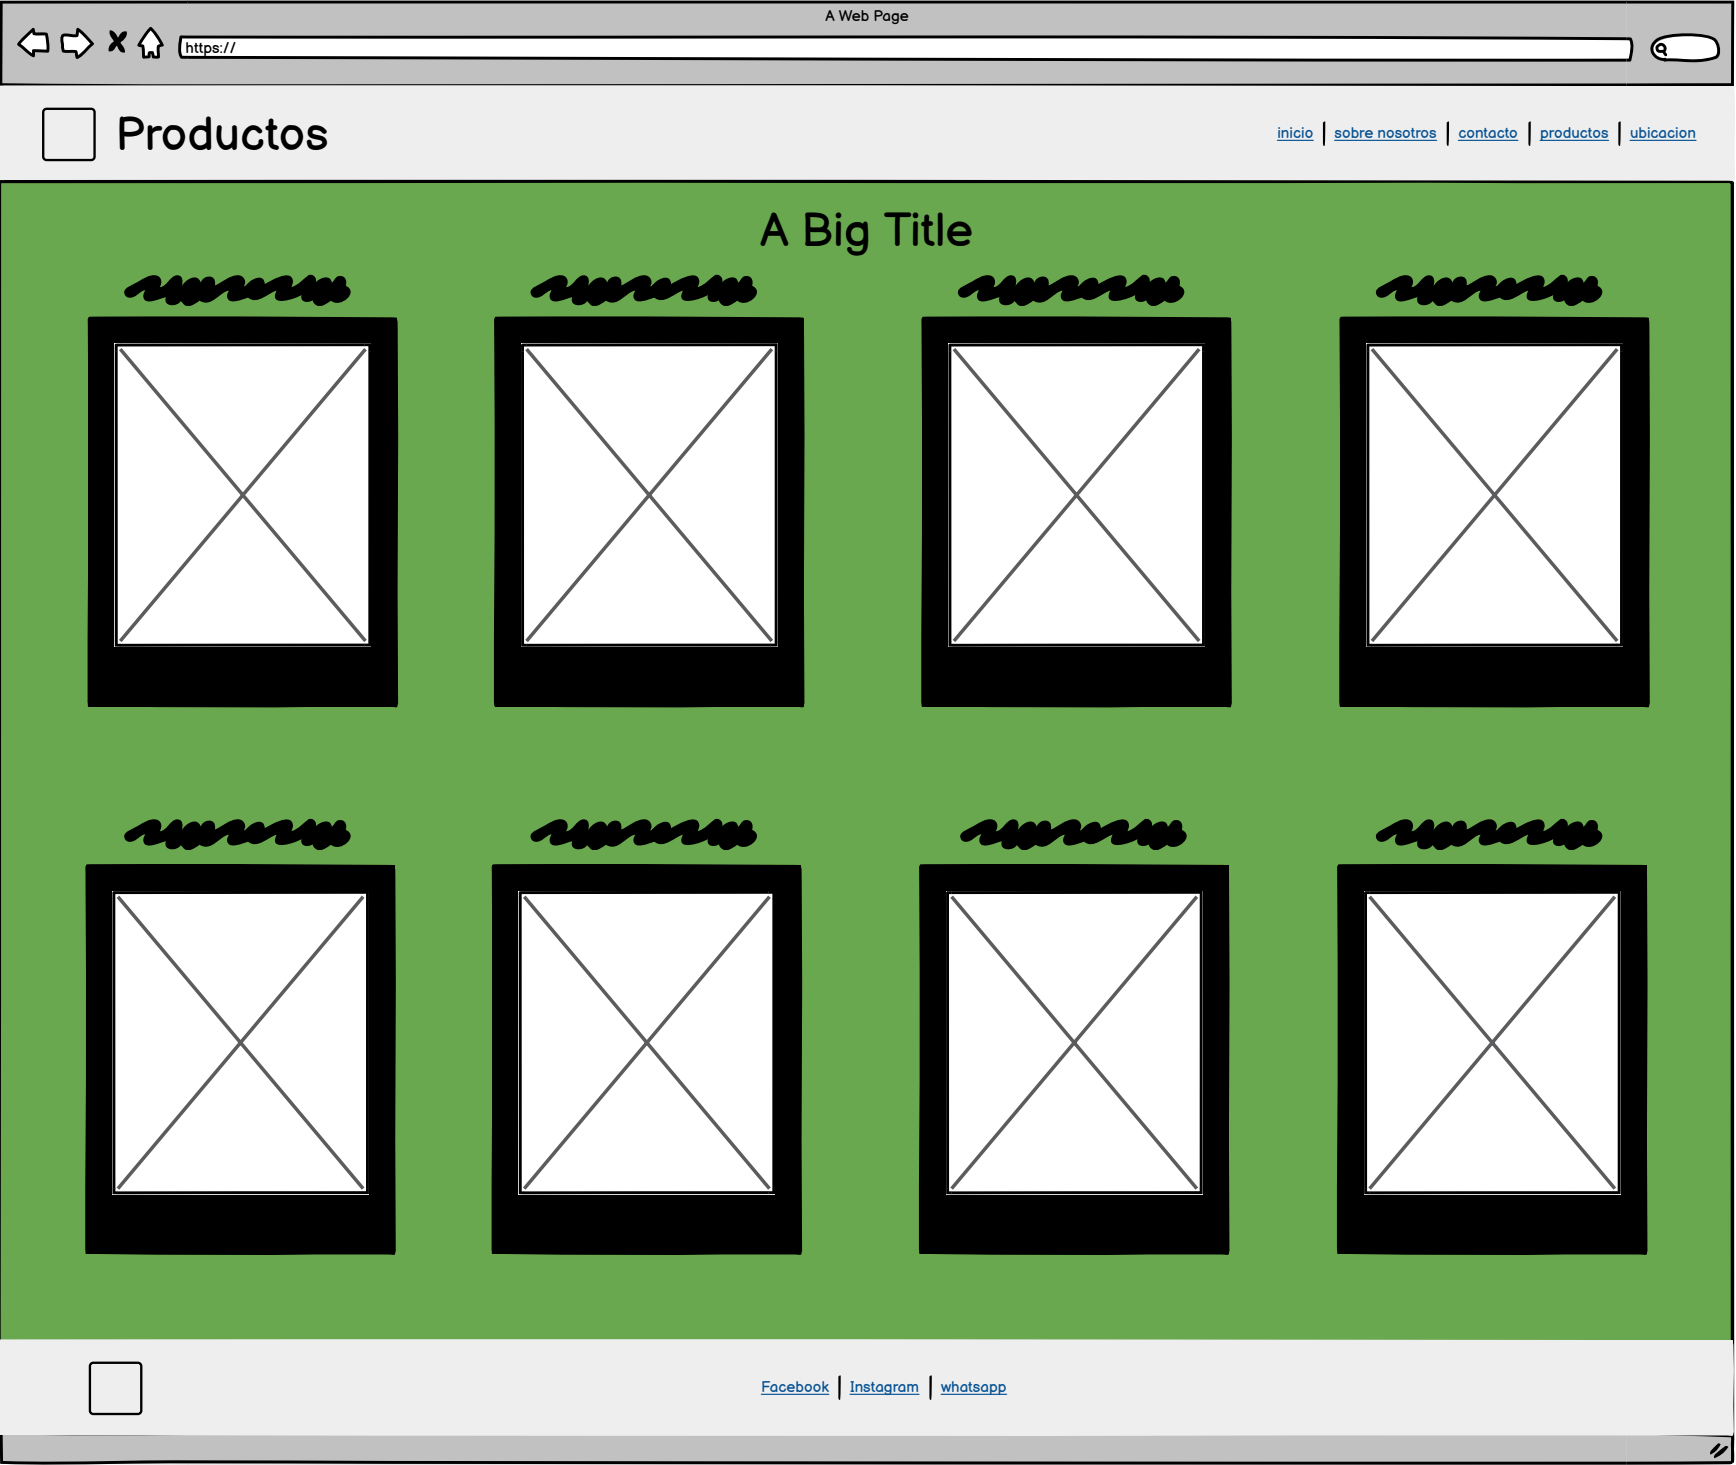 A Web Page
https://
Productos
inicio | sobre nosotros | contacto | productos | ubicacion
A Big Title
Facebook | Instagram | whatsapp